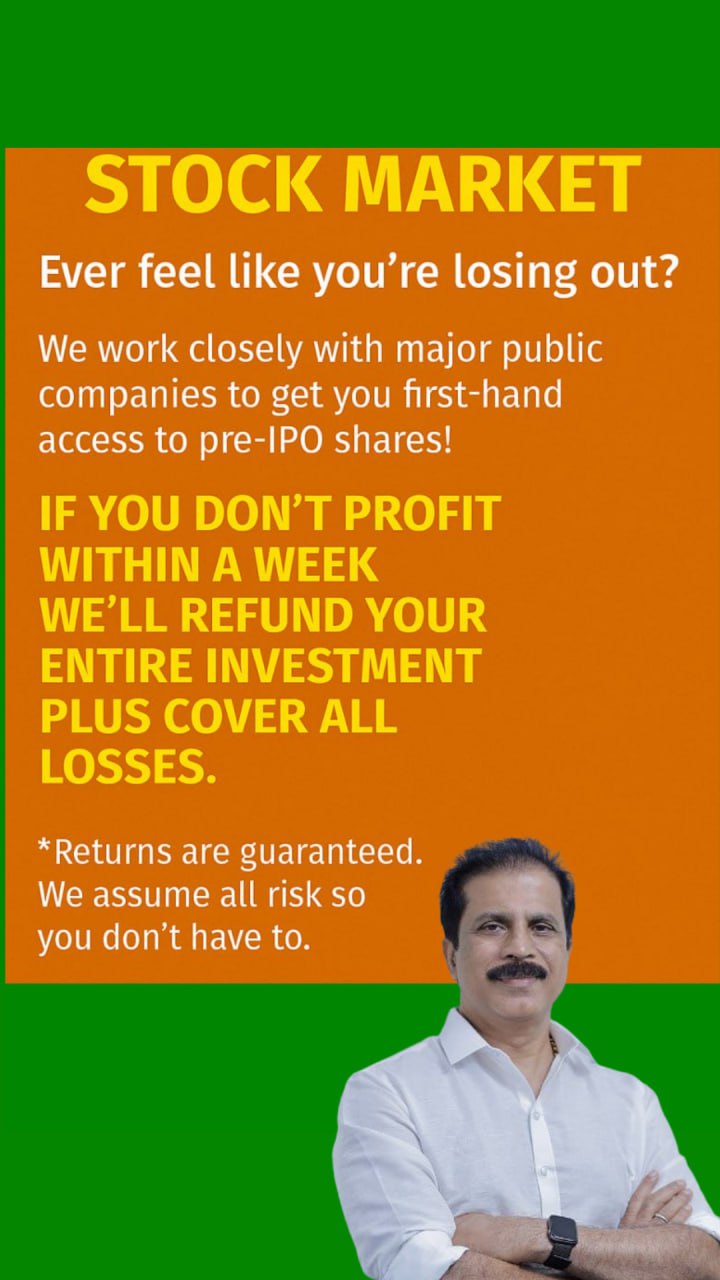 STOCK MARKET
Ever feel like you’re losing out?
We work closely with major public
companies to get you first-hand
access to pre-IPO shares!
IF YOU DON’T PROFIT
WITHIN A WEEK
WE’LL REFUND YOUR
ENTIRE INVESTMENT
PLUS COVER ALL
LOSSES.
*Returns are guaranteed.
We assume all risk so
you don’t have to.